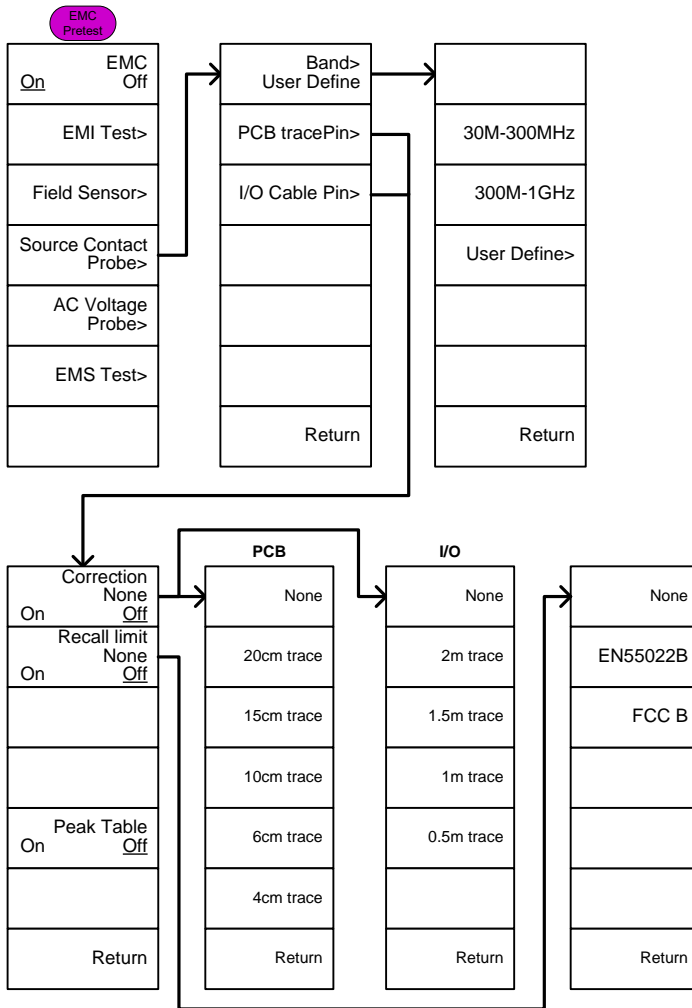 EMC
Pretest
EMC
On Off
EMI Test>
Field Sensor>
Source Contact
Probe>
AC Voltage
Probe>
EMS Test>
Band>
User Define
PCB tracePin>
I/O Cable Pin>
Return
30M-300MHz
300M-1GHz
User Define>
Return
Correction
None
On Off
Recall limit
None
On Off
Peak Table
On Off
Return
PCB
None
20cm trace
15cm trace
10cm trace
6cm trace
4cm trace
Return
I/O
None
2m trace
1.5m trace
1m trace
0.5m trace
Return
None
EN55022B
FCC B
Return